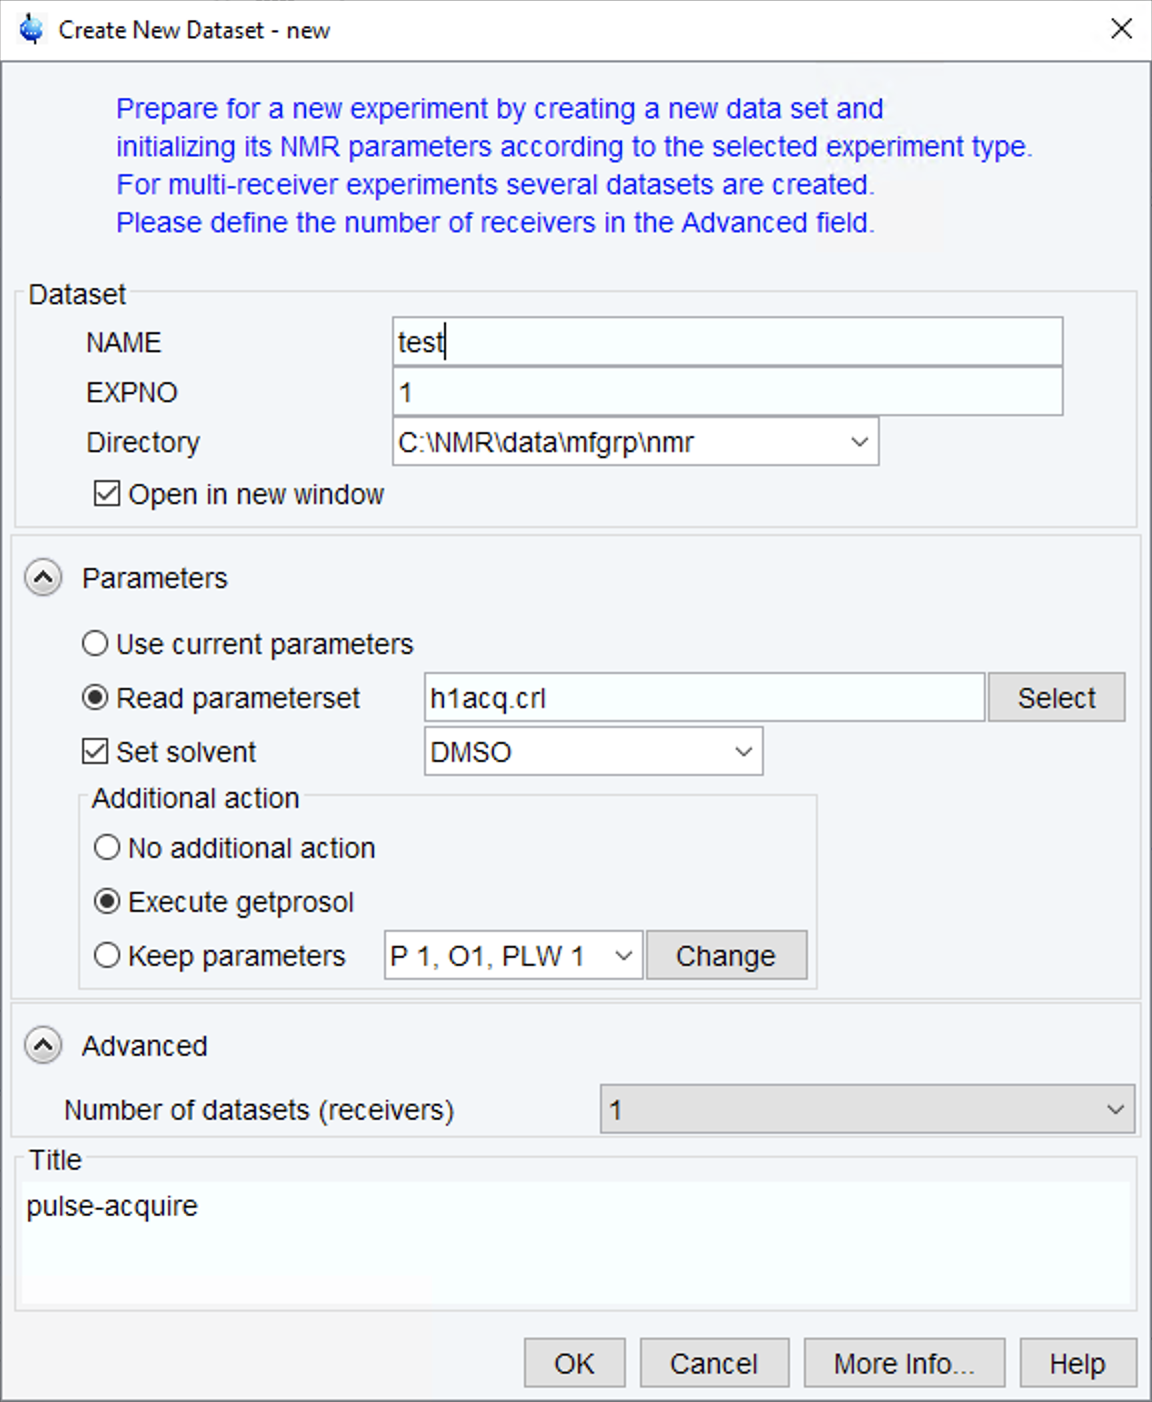 Create New Dataset - new
Prepare for a new experiment by creating a new data set and
initializing its NMR parameters according to the selected experiment type.
For multi-receiver experiments several datasets are created.
Please define the number of receivers in the Advanced field.
Dataset
NAME test
EXPNO 1
Directory C:\NMR\data\mfgrp\nmr
Open in new window
Parameters
Use current parameters
Read parameterset h1acq.crl Select
Set solvent DMSO
Additional action
No additional action
Execute getprosol
Keep parameters P 1, O1, PLW 1 Change
Advanced
Number of datasets (receivers) 1
Title
pulse-acquire
OK Cancel More Info... Help